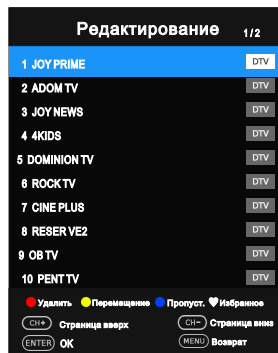 Редактирование 1/2
1 JOY PRIME DTV
2 ADOM TV DTV
3 JOY NEWS DTV
4 4KIDS DTV
5 DOMINION TV DTV
6 ROCK TV DTV
7 CINE PLUS DTV
8 RESER VE2 DTV
9 OB TV DTV
10 PENT TV DTV
Удалить Перемещение Пропуст. Избранное
CH+ Страница вверх CH- Страница вниз
ENTER OK MENU Возврат